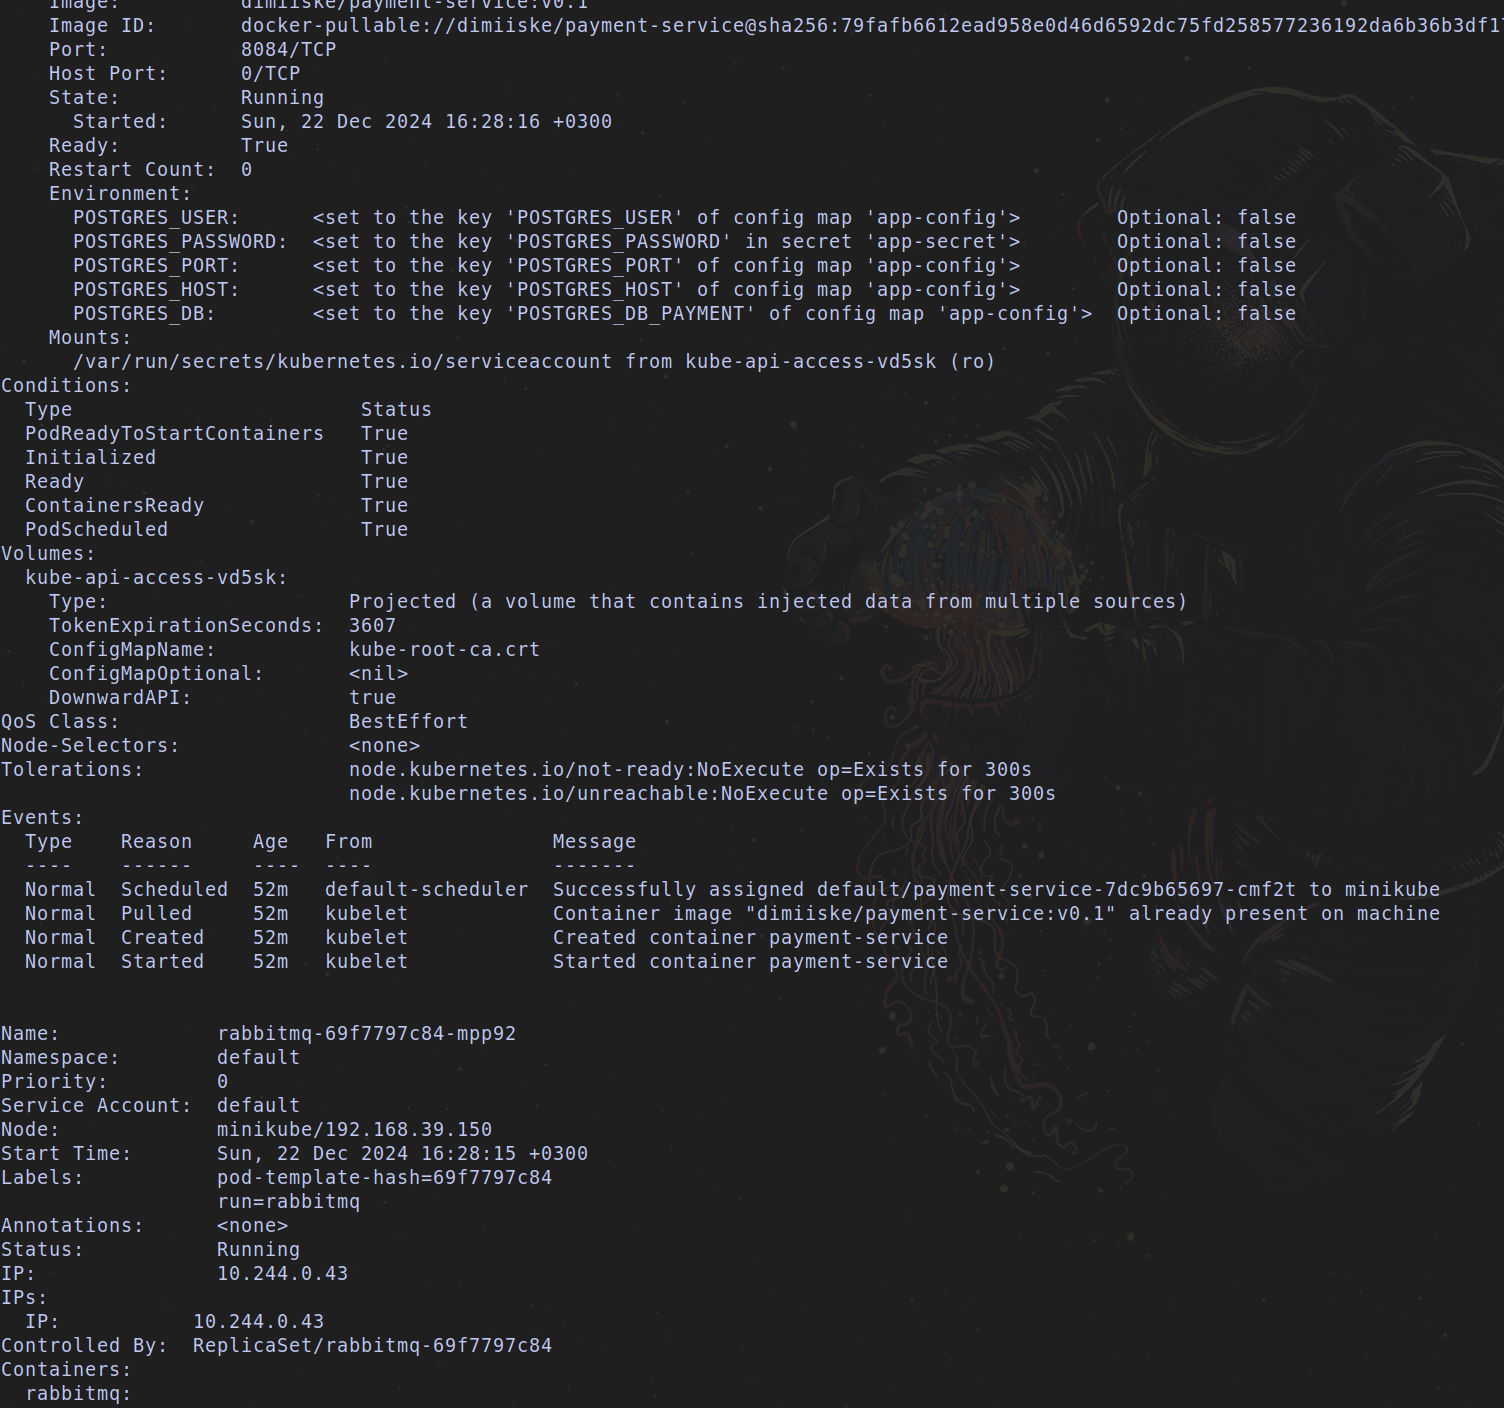 Image: dimiiske/payment-service:v0.1
Image ID: docker-pullable://dimiiske/payment-service@sha256:79fafb6612ead958e0d46d6592dc75fd258577236192da6b36b3df1
Port: 8084/TCP
Host Port: 0/TCP
State: Running
Started: Sun, 22 Dec 2024 16:28:16 +0300
Ready: True
Restart Count: 0
Environment:
POSTGRES_USER: <set to the key 'POSTGRES_USER' of config map 'app-config'> Optional: false
POSTGRES_PASSWORD: <set to the key 'POSTGRES_PASSWORD' in secret 'app-secret'> Optional: false
POSTGRES_PORT: <set to the key 'POSTGRES_PORT' of config map 'app-config'> Optional: false
POSTGRES_HOST: <set to the key 'POSTGRES_HOST' of config map 'app-config'> Optional: false
POSTGRES_DB: <set to the key 'POSTGRES_DB_PAYMENT' of config map 'app-config'> Optional: false
Mounts:
/var/run/secrets/kubernetes.io/serviceaccount from kube-api-access-vd5sk (ro)
Conditions:
Type Status
PodReadyToStartContainers True
Initialized True
Ready True
ContainersReady True
PodScheduled True
Volumes:
kube-api-access-vd5sk:
Type: Projected (a volume that contains injected data from multiple sources)
TokenExpirationSeconds: 3607
ConfigMapName: kube-root-ca.crt
ConfigMapOptional: <nil>
DownwardAPI: true
QoS Class: BestEffort
Node-Selectors: <none>
Tolerations: node.kubernetes.io/not-ready:NoExecute op=Exists for 300s
node.kubernetes.io/unreachable:NoExecute op=Exists for 300s
Events:
Type Reason Age From Message
---- ------ ---- ---- -------
Normal Scheduled 52m default-scheduler Successfully assigned default/payment-service-7dc9b65697-cmf2t to minikube
Normal Pulled 52m kubelet Container image "dimiiske/payment-service:v0.1" already present on machine
Normal Created 52m kubelet Created container payment-service
Normal Started 52m kubelet Started container payment-service
Name: rabbitmq-69f7797c84-mpp92
Namespace: default
Priority: 0
Service Account: default
Node: minikube/192.168.39.150
Start Time: Sun, 22 Dec 2024 16:28:15 +0300
Labels: pod-template-hash=69f7797c84
run=rabbitmq
Annotations: <none>
Status: Running
IP: 10.244.0.43
IPs:
IP: 10.244.0.43
Controlled By: ReplicaSet/rabbitmq-69f7797c84
Containers:
rabbitmq: